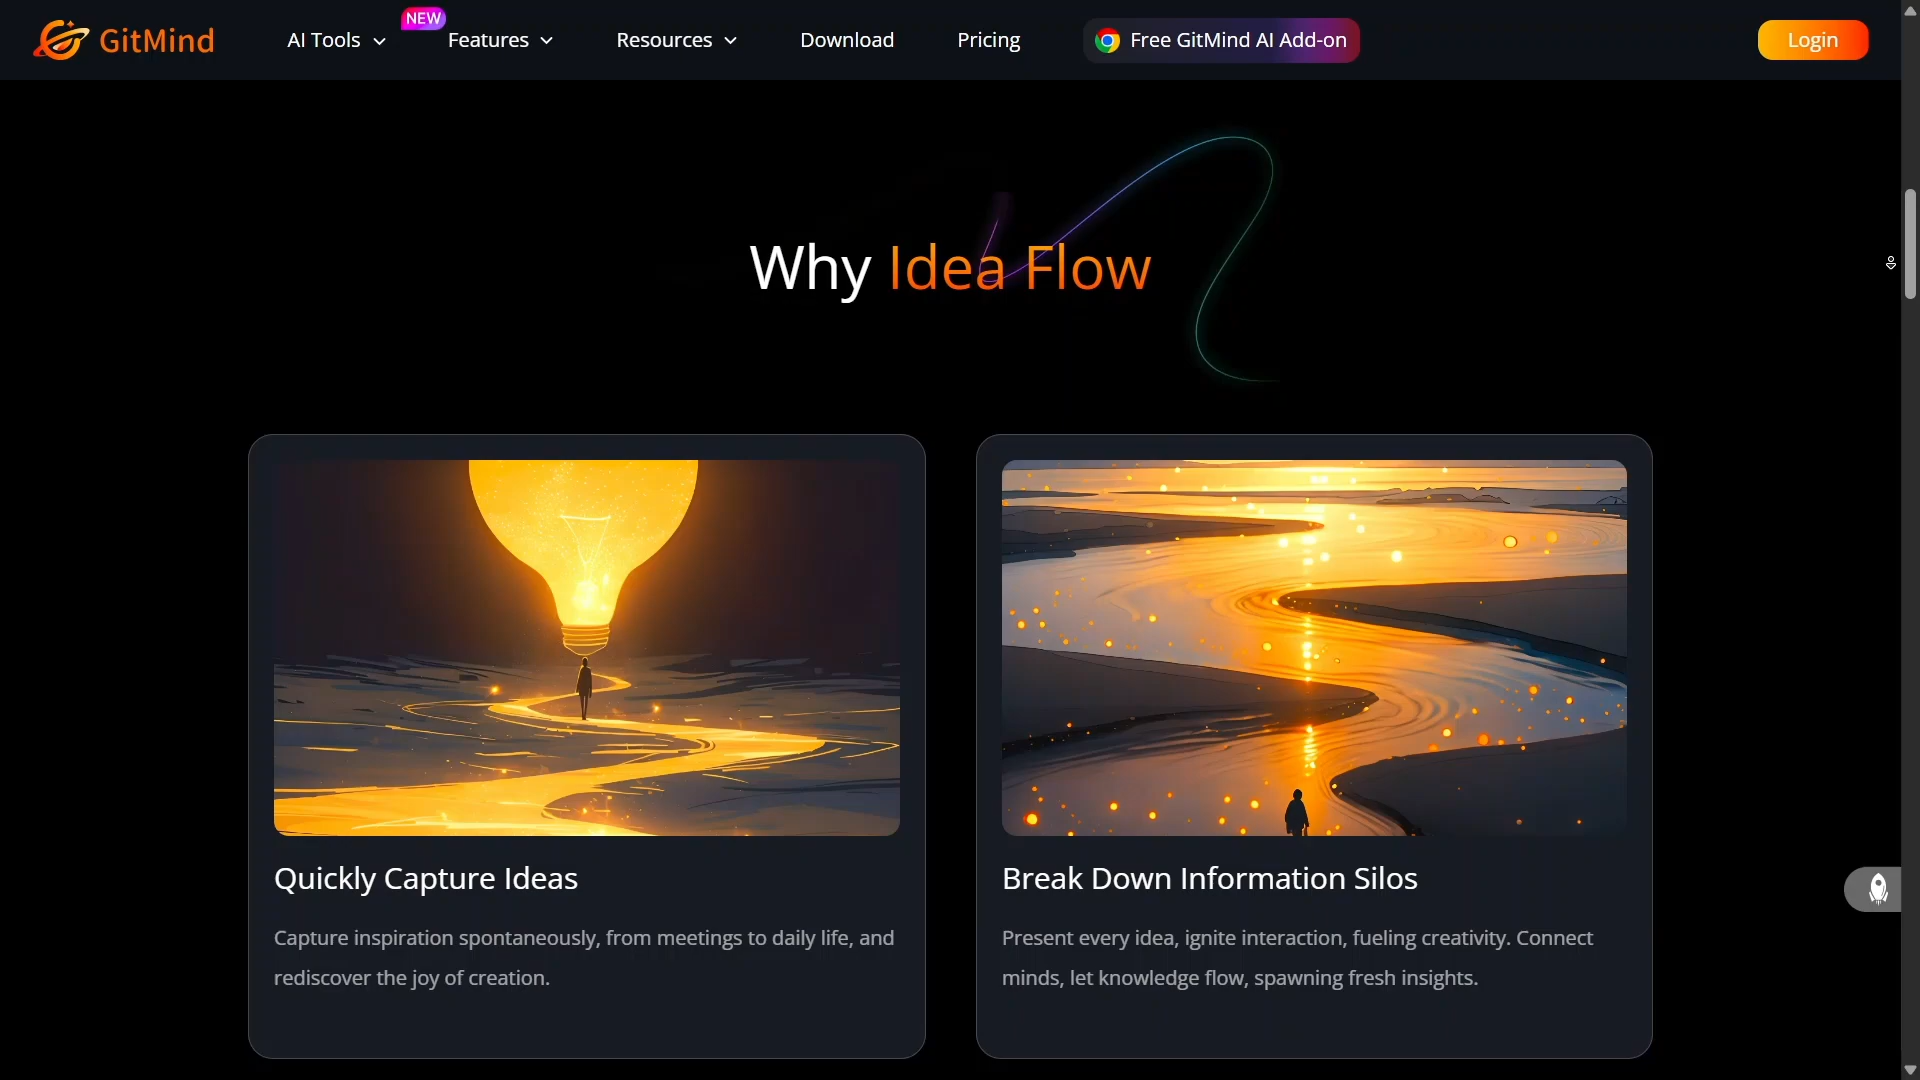 GitMind
AI Tools
NEW
Features
Resources
Download
Pricing
Free GitMind AI Add-on
Login
Why Idea Flow
Quickly Capture Ideas
Capture inspiration spontaneously, from meetings to daily life, and
rediscover the joy of creation.
Break Down Information Silos
Present every idea, ignite interaction, fueling creativity. Connect
minds, let knowledge flow, spawning fresh insights.